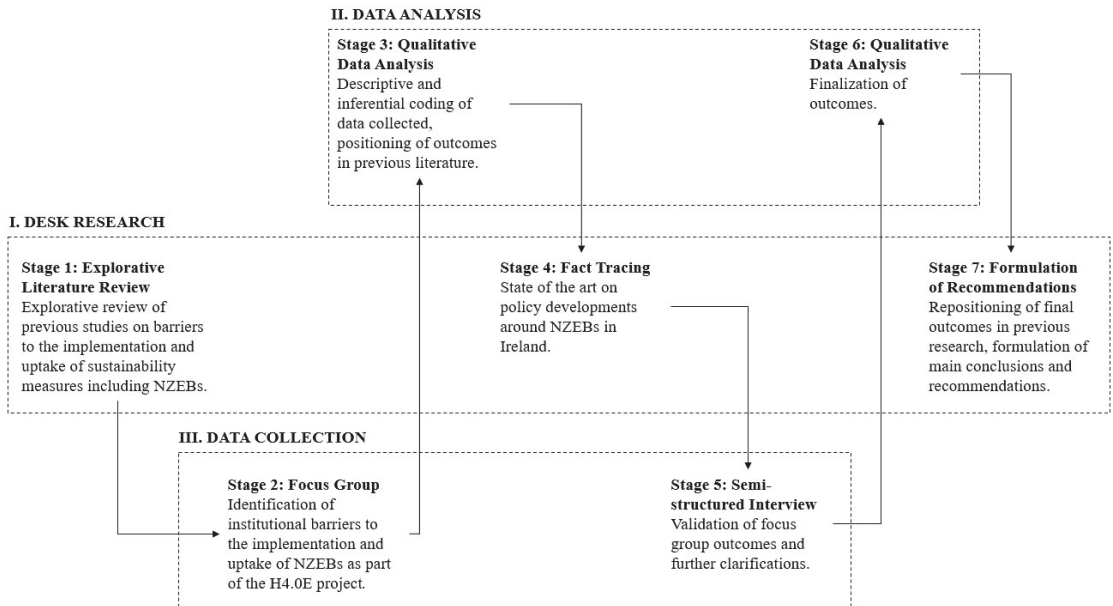 II. DATA ANALYSIS
Stage 3: Qualitative
Data Analysis
Descriptive and
inferential coding of
data collected,
positioning of outcomes
in previous literature.
Stage 6: Qualitative
Data Analysis
Finalization of
outcomes.
I. DESK RESEARCH
Stage 1: Explorative
Literature Review
Explorative review of
previous studies on barriers
to the implementation and
uptake of sustainability
measures including NZEBs.
Stage 4: Fact Tracing
State of the art on
policy developments
around NZEBs in
Ireland.
Stage 7: Formulation
of Recommendations
Repositioning of final
outcomes in previous
research, formulation of
main conclusions and
recommendations.
III. DATA COLLECTION
Stage 2: Focus Group
Identification of
institutional barriers to
the implementation and
uptake of NZEBs as part
of the H4.0E project.
Stage 5: Semi-
structured Interview
Validation of focus
group outcomes and
further clarifications.